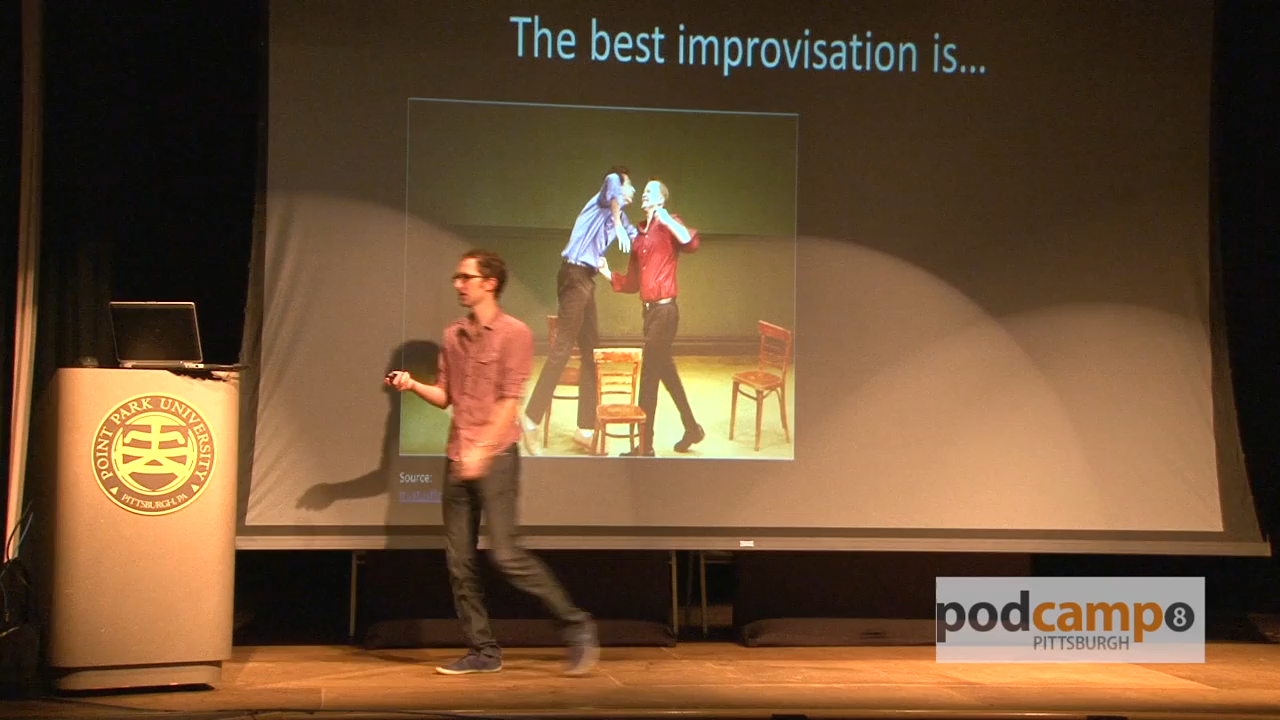 The best improvisation is...
POINT PARK UNIVERSITY
PITTSBURGH, PA
Source:
podcamp8
PITTSBURGH